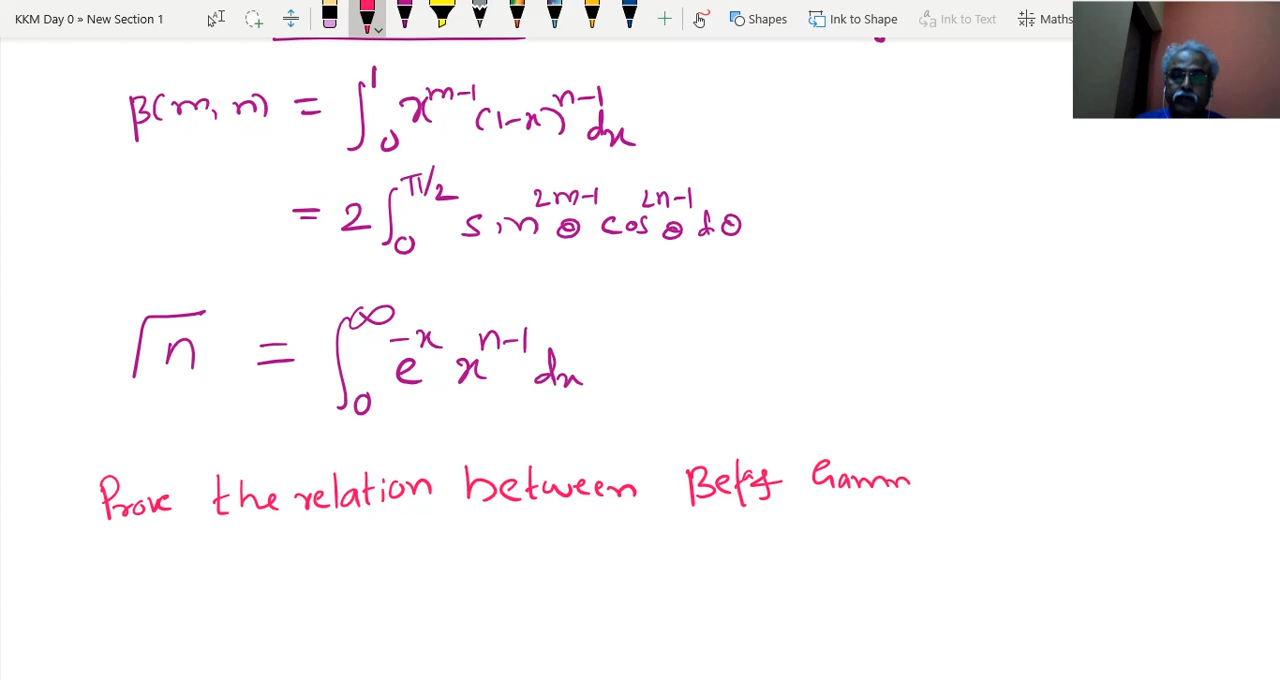 KKM Day 0 » New Section 1
Shapes
Ink to Shape
Ink to Text
Maths
β(m, n) = ∫₀¹ x^{m-1} (1-x)^{n-1} dx
= 2 ∫₀^{π/2} sin^{2m-1} θ cos^{2n-1} θ dθ
Γn = ∫₀^∞ e^{-x} x^{n-1} dx
Prove the relation between Beta & Gamm